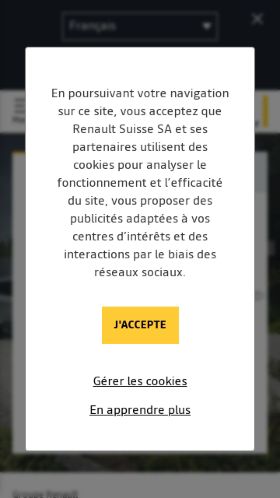 Français
En poursuivant votre navigation
sur ce site, vous acceptez que
Renault Suisse SA et ses
partenaires utilisent des
cookies pour analyser le
fonctionnement et l’efficacité
du site, vous proposer des
publicités adaptées à vos
centres d’intérêts et des
interactions par le biais des
réseaux sociaux.
J'ACCEPTE
Gérer les cookies
En apprendre plus
Groupe Renault